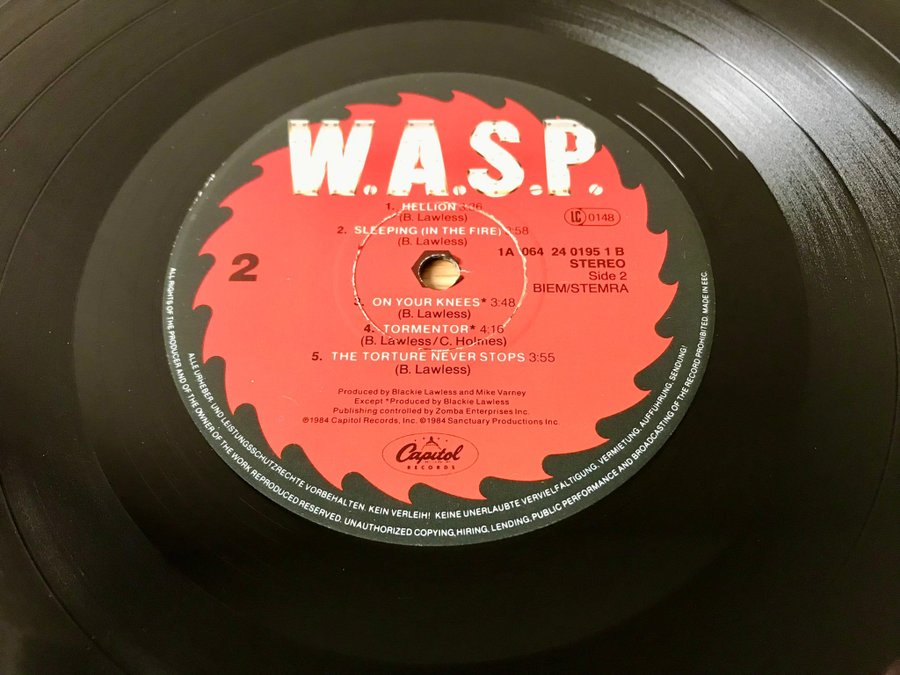 W.A.S.P.
1. HELLION 3:36
(B. Lawless)
2. SLEEPING (IN THE FIRE) 3:58
(B. Lawless)
LC 0148
1A 064 24 0195 1 B
STEREO
Side 2
BIEM/STEMRA
2
3. ON YOUR KNEES* 3:48
(B. Lawless)
4. TORMENTOR* 4:16
(B. Lawless/C. Holmes)
5. THE TORTURE NEVER STOPS 3:55
(B. Lawless)
Produced by Blackie Lawless and Mike Varney
Except *Produced by Blackie Lawless
Publishing controlled by Zomba Enterprises Inc.
℗1984 Capitol Records, Inc. ©1984 Sanctuary Productions Inc.
Capitol
RECORDS
ALLE URHEBER. UND LEISTUNGSSCHUTZRECHTE VORBEHALTEN. KEIN VERLEIH! KEINE UNERLAUBTE VERVIELFÄLTIGUNG, VERMIETUNG, AUFFÜHRUNG, SENDUNG!
ALL RIGHTS OF THE PRODUCER AND OF THE OWNER OF THE WORK REPRODUCED RESERVED. UNAUTHORIZED COPYING, HIRING, LENDING, PUBLIC PERFORMANCE AND BROADCASTING OF THE RECORD PROHIBITED. MADE IN EEC.